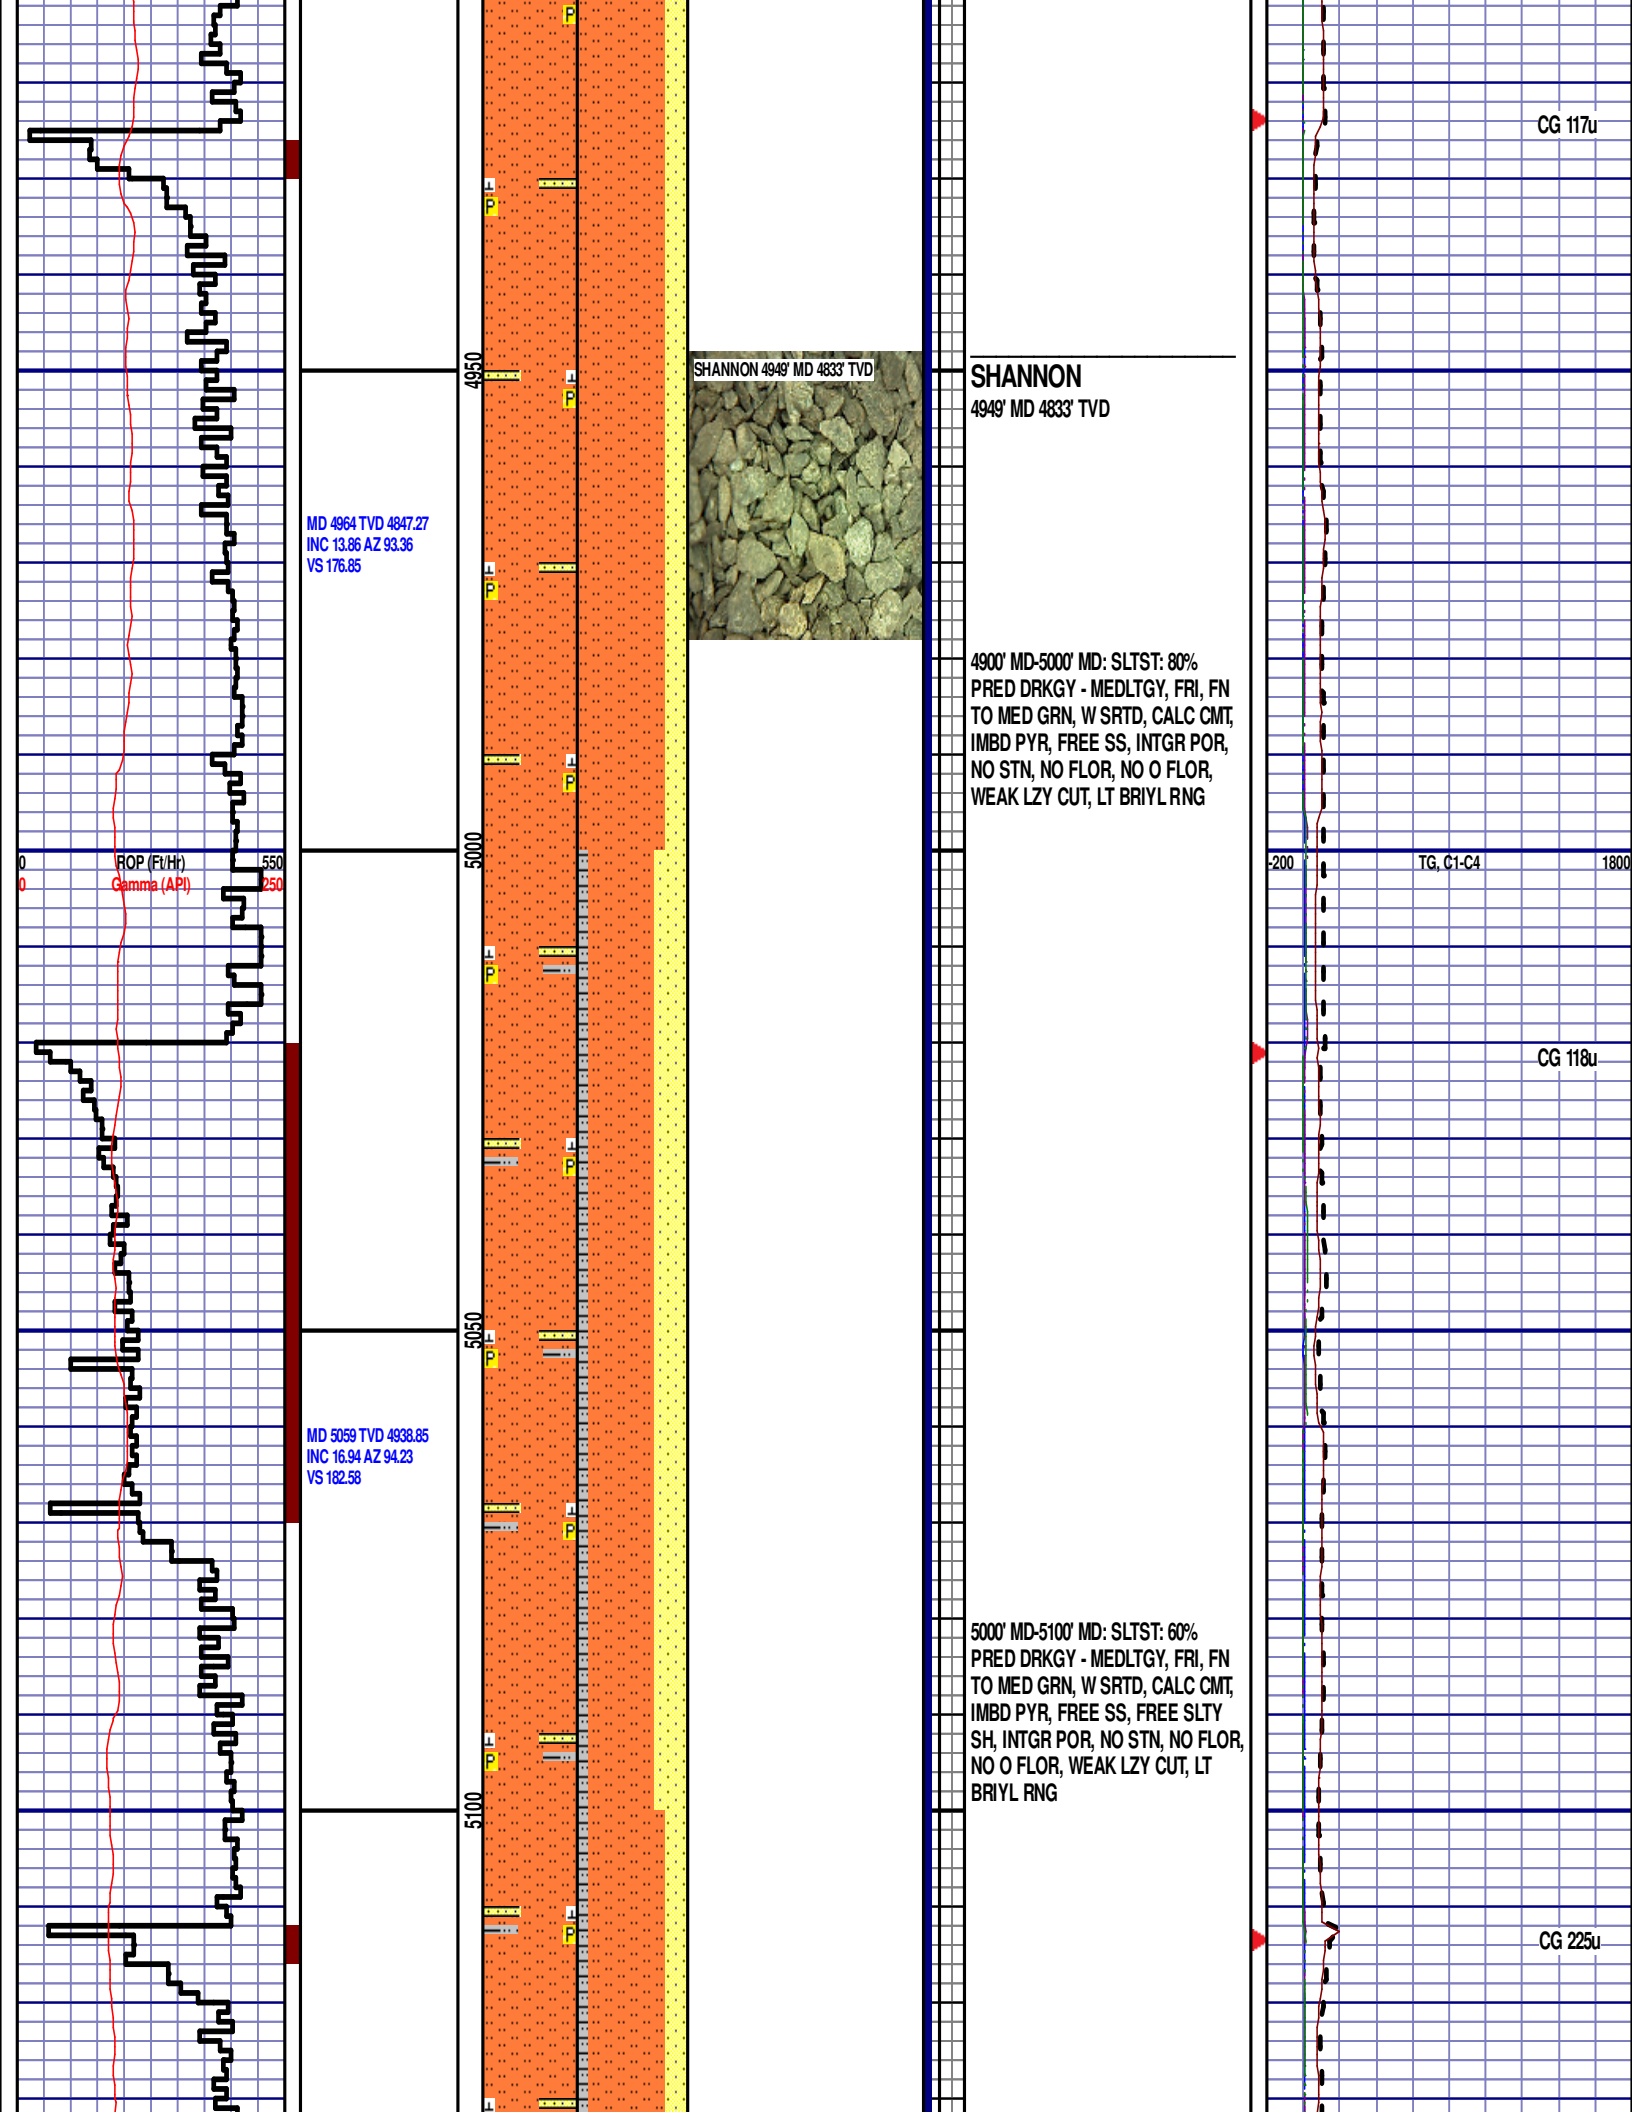 P
CG 117u
P
4950
SHANNON 4949' MD 4833' TVD
SHANNON
4949' MD 4833' TVD
P
MD 4964 TVD 4847.27
INC 13.86 AZ 93.36
VS 176.85
P
4900' MD-5000' MD: SLTST: 80%
PRED DRKGY - MEDLTGY, FRI, FN
TO MED GRN, W SRTD, CALC CMT,
IMBD PYR, FREE SS, INTGR POR,
NO STN, NO FLOR, NO O FLOR,
WEAK LZY CUT, LT BRIYL RNG
P
5000
0 ROP (Ft/Hr) 550
0 Gamma (API) 250
-200 TG, C1-C4 1800
P
CG 118u
P
5050
P
MD 5059 TVD 4938.85
INC 16.94 AZ 94.23
VS 182.58
P
5000' MD-5100' MD: SLTST: 60%
PRED DRKGY - MEDLTGY, FRI, FN
TO MED GRN, W SRTD, CALC CMT,
IMBD PYR, FREE SS, FREE SLTY
SH, INTGR POR, NO STN, NO FLOR,
NO O FLOR, WEAK LZY CUT, LT
BRIYL RNG
P
5100
P
CG 225u